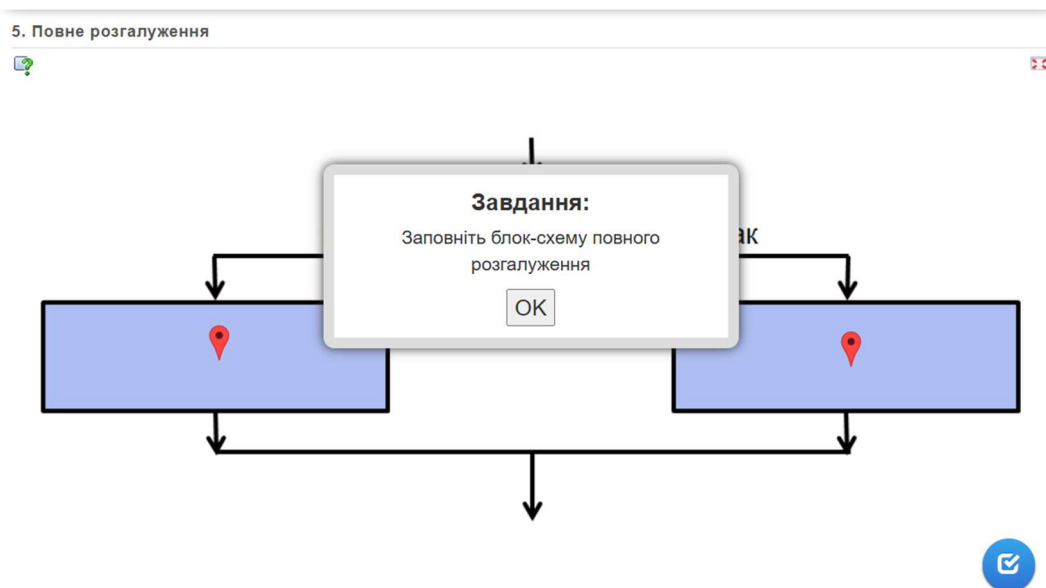 5. Повне розгалуження
Завдання:
Заповніть блок-схему повного
розгалуження
OK